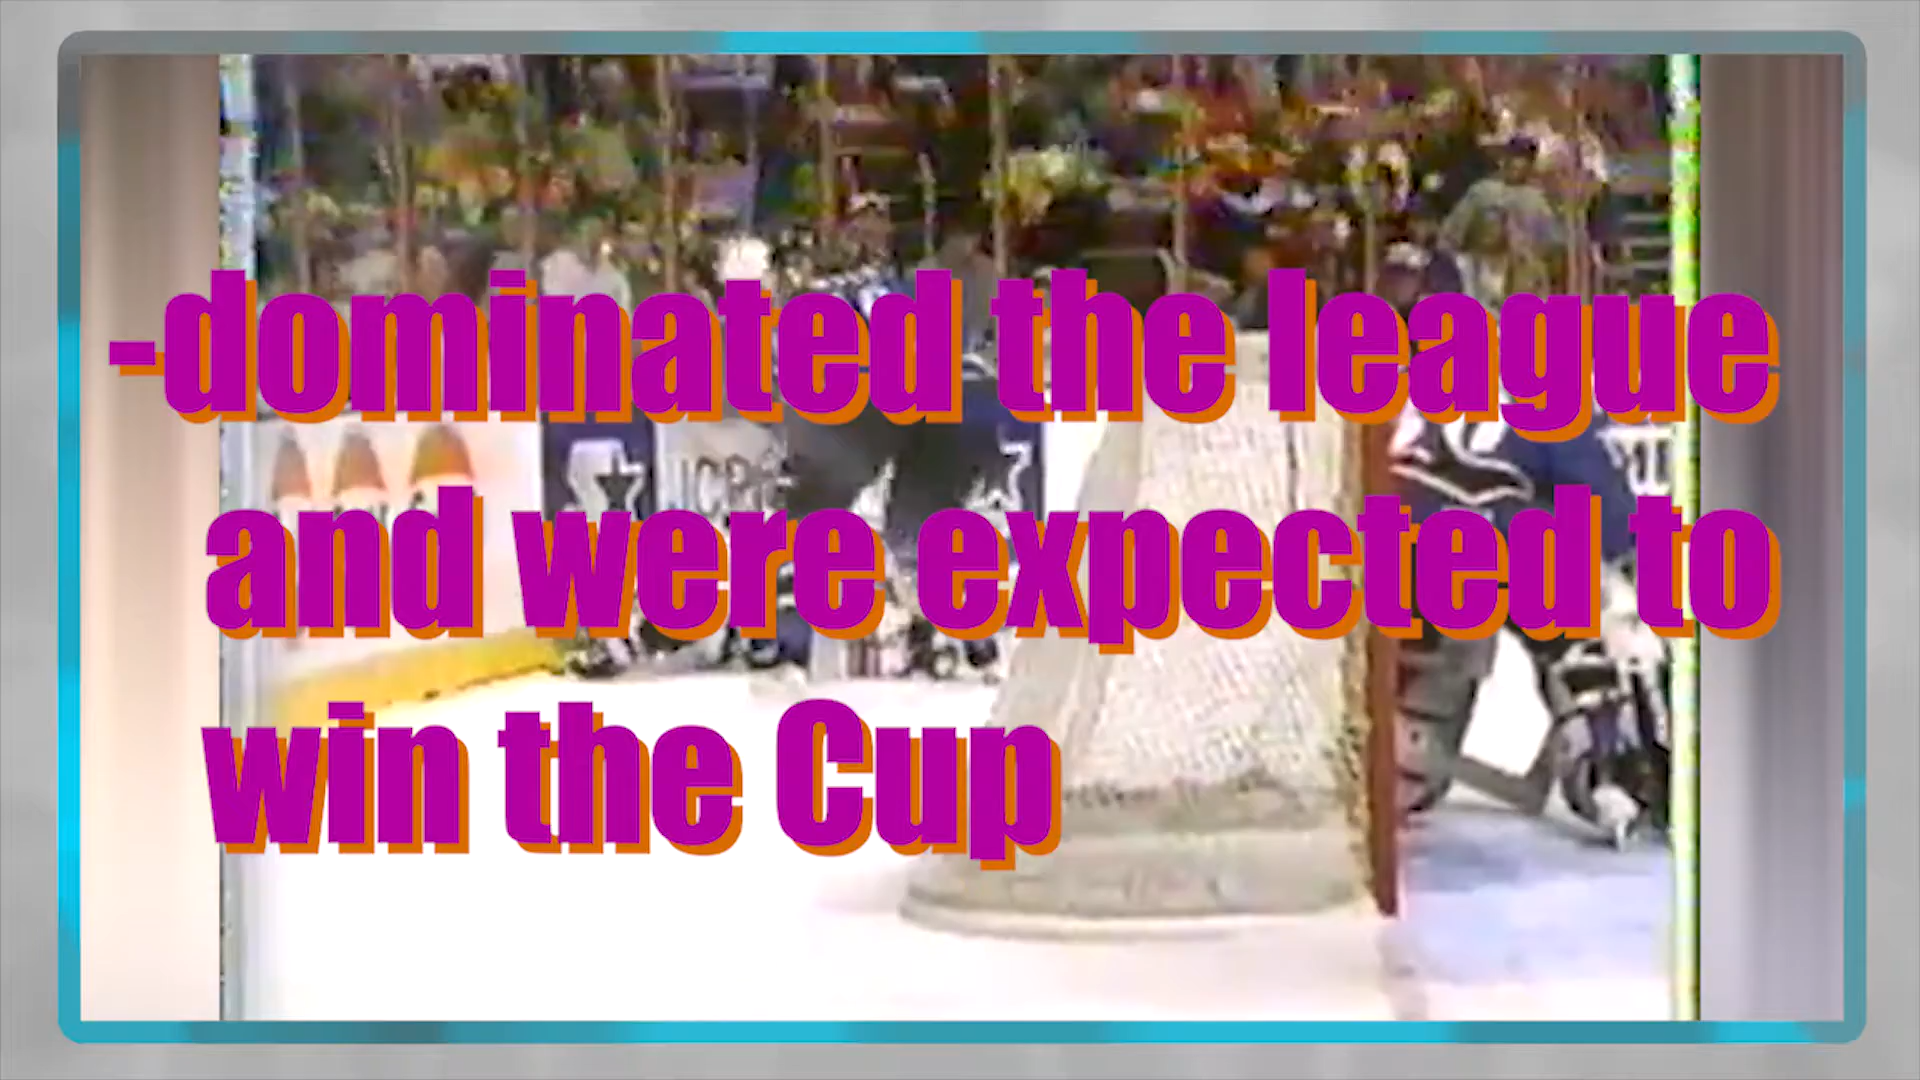 -dominated the league
and were expected to
win the Cup